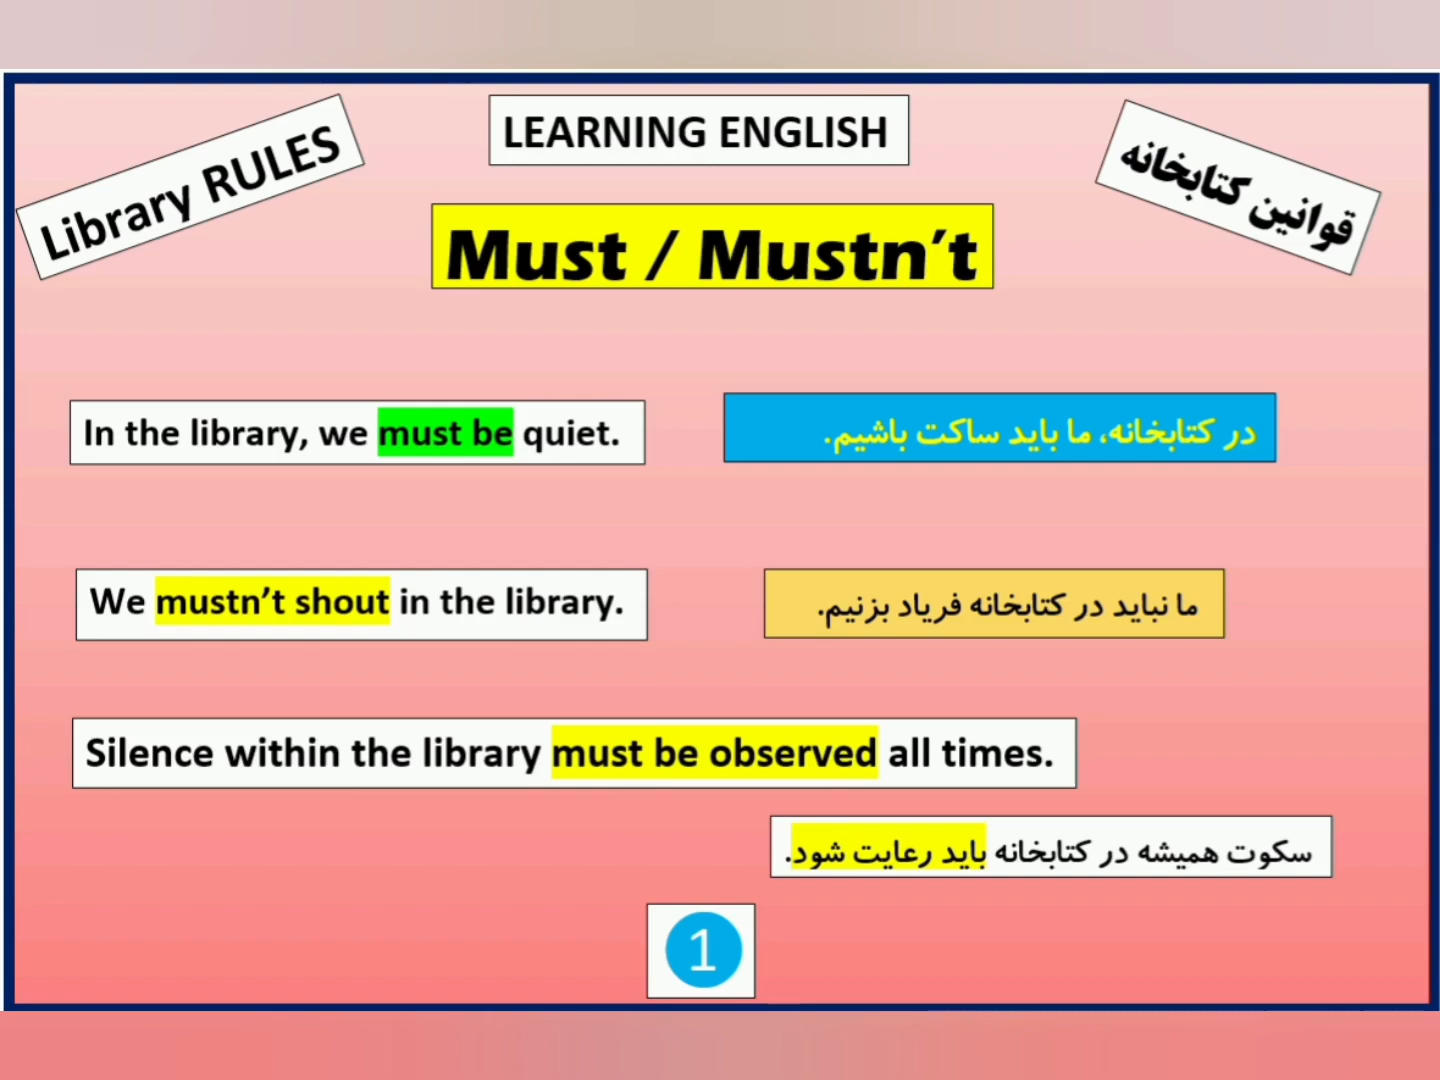 Library RULES
LEARNING ENGLISH
قوانین کتابخانه
Must / Mustn't
In the library, we must be quiet.
در کتابخانه، ما باید ساکت باشیم.
We mustn't shout in the library.
ما نباید در کتابخانه فریاد بزنیم.
Silence within the library must be observed all times.
سکوت همیشه در کتابخانه باید رعایت شود.
1